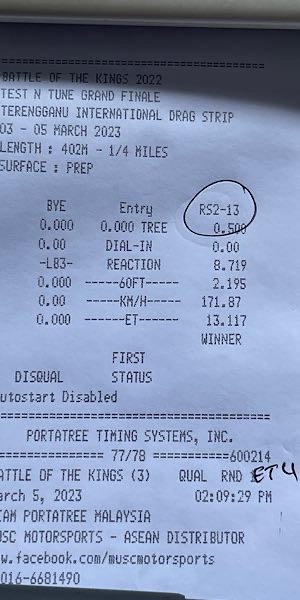 BATTLE OF THE KINGS 2022
TEST N TUNE GRAND FINALE
TERENGGANU INTERNATIONAL DRAG STRIP
03 - 05 MARCH 2023
LENGTH : 402M - 1/4 MILES
SURFACE : PREP
BYE Entry RS2-13
0.000 0.000 TREE 0.500
0.00 DIAL-IN 0.00
-L83- REACTION 8.719
0.000 ------60FT------ 2.195
0.00 ------KM/H------ 171.87
0.000 -------ET------- 13.117
WINNER
FIRST
DISQUAL STATUS
utostart Disabled
PORTATREE TIMING SYSTEMS, INC.
================ 77/78 ===========600214
ATTLE OF THE KINGS (3) QUAL RND ET4
arch 5, 2023 02:09:29 PM
EAM PORTATREE MALAYSIA
USC MOTORSPORTS - ASEAN DISTRIBUTOR
w.facebook.com/muscmotorsports
016-6681490